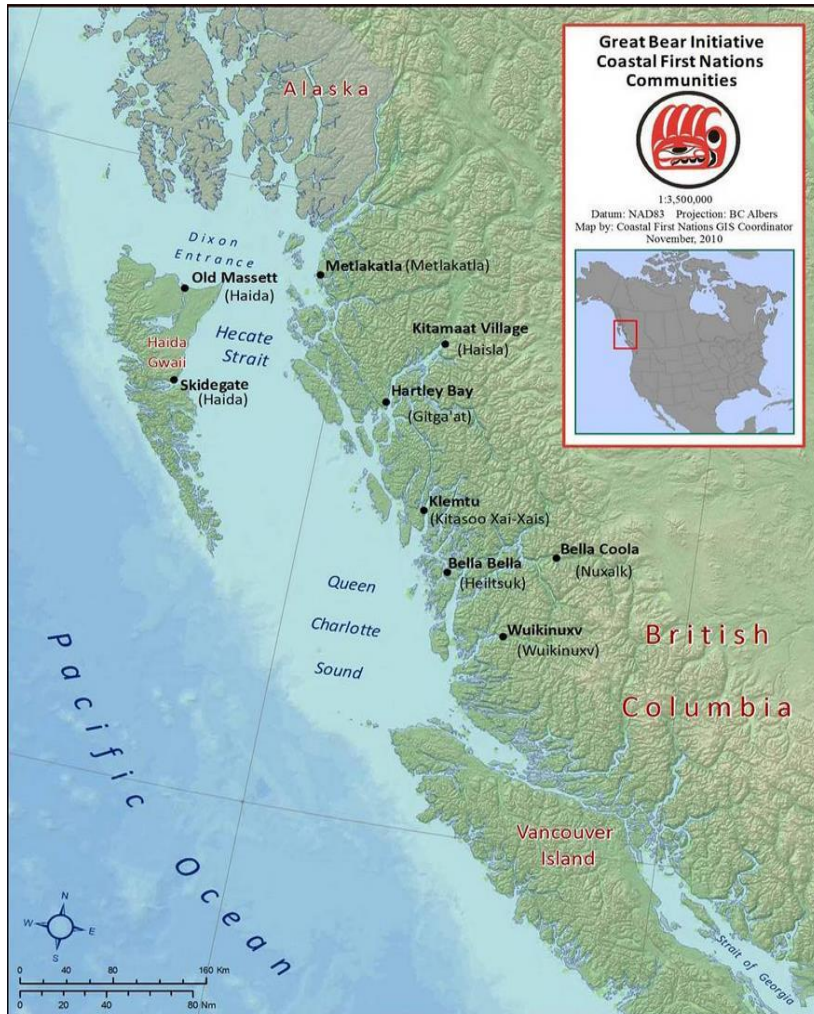 Great Bear Initiative
Coastal First Nations
Communities
1:3,500,000
Datum: NAD83 Projection: BC Albers
Map by: Coastal First Nations GIS Coordinator
November, 2010
Alaska
Dixon
Entrance
Old Massett
(Haida)
Metlakatla (Metlakatla)
Haida
Gwaii
Hecate
Strait
Kitamaat Village
(Haisla)
Skidegate
(Haida)
Hartley Bay
(Gitga'at)
Klemtu
(Kitasoo Xai-Xais)
Bella Coola
(Nuxalk)
Bella Bella
(Heiltsuk)
Queen
Charlotte
Sound
Wuikinuxv
(Wuikinuxv)
British
Columbia
Pacific Ocean
Vancouver
Island
Strait of Georgia
N
W
E
S
0 40 80 160 Km
0 20 40 80 Nm